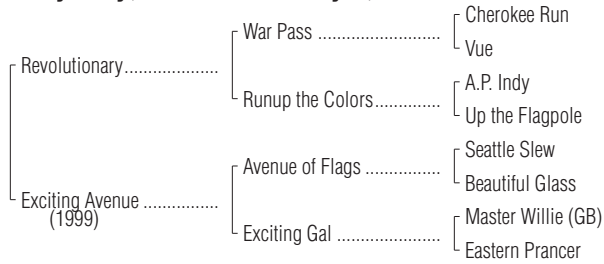 Cherokee Run
War Pass ..........................
Vue
Revolutionary....................
A.P. Indy
Runup the Colors..............
Up the Flagpole
Seattle Slew
Avenue of Flags ................
Beautiful Glass
Exciting Avenue ................
(1999)
Master Willie (GB)
Exciting Gal ......................
Eastern Prancer